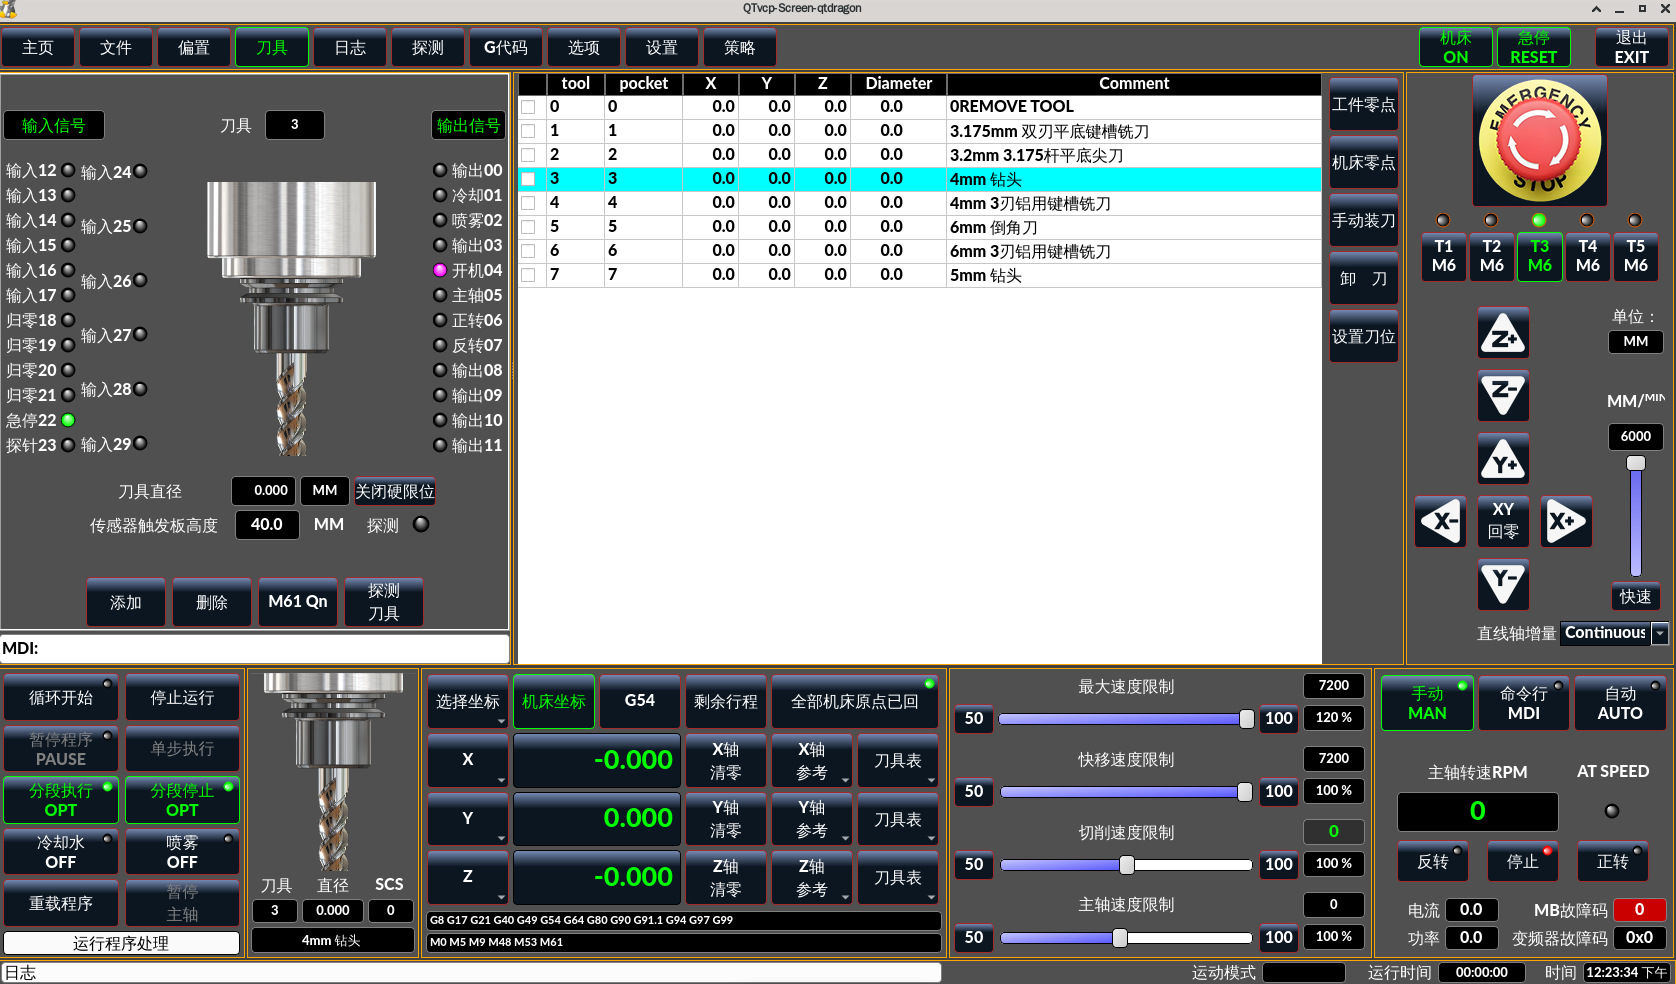 QTvcp-Screen-qtdragon
主页 文件 偏置 刀具 日志 探测 G代码 选项 设置 策略 机床 ON 急停 RESET 退出 EXIT
输入信号 刀具 3 输出信号
输入12 输入24 输出00
输入13 冷却01
输入14 输入25 喷雾02
输入15 输出03
输入16 输入26 开机04
输入17 主轴05
归零18 输入27 正转06
归零19 反转07
归零20 输入28 输出08
归零21 输出09
急停22 输出10
探针23 输入29 输出11
刀具直径 0.000 MM 关闭硬限位
传感器触发板高度 40.0 MM 探测
添加 删除 M61 Qn 探测 刀具
MDI:
tool pocket X Y Z Diameter Comment
0 0 0.0 0.0 0.0 0.0 0REMOVE TOOL
1 1 0.0 0.0 0.0 0.0 3.175mm 双刃平底键槽铣刀
2 2 0.0 0.0 0.0 0.0 3.2mm 3.175杆平底尖刀
3 3 0.0 0.0 0.0 0.0 4mm 钻头
4 4 0.0 0.0 0.0 0.0 4mm 3刃铝用键槽铣刀
5 5 0.0 0.0 0.0 0.0 6mm 倒角刀
6 6 0.0 0.0 0.0 0.0 6mm 3刃铝用键槽铣刀
7 7 0.0 0.0 0.0 0.0 5mm 钻头
工件零点
机床零点
手动装刀
卸 刀
设置刀位
EMERGENCY
STOP
T1 M6 T2 M6 T3 M6 T4 M6 T5 M6
Z+ 单位：
MM
Z-
MM/MIN
Y+ 6000
X- XY 回零 X+
Y- 快速
直线轴增量 Continuous
循环开始 停止运行
暂停程序 PAUSE 单步执行
分段执行 OPT 分段停止 OPT
冷却水 OFF 喷雾 OFF
重载程序 暂停 主轴
运行程序处理
刀具 直径 SCS
3 0.000 0
4mm 钻头
选择坐标 机床坐标 G54 剩余行程 全部机床原点已回
X -0.000 X轴 清零 X轴 参考 刀具表
Y 0.000 Y轴 清零 Y轴 参考 刀具表
Z -0.000 Z轴 清零 Z轴 参考 刀具表
G8 G17 G21 G40 G49 G54 G64 G80 G90 G91.1 G94 G97 G99
M0 M5 M9 M48 M53 M61
最大速度限制 7200
50 100 120 %
快移速度限制 7200
50 100 100 %
切削速度限制 0
50 100 100 %
主轴速度限制 0
50 100 100 %
手动 MAN 命令行 MDI 自动 AUTO
主轴转速RPM AT SPEED
0
反转 停止 正转
电流 0.0 MB故障码 0
功率 0.0 变频器故障码 0x0
日志 运动模式 运行时间 00:00:00 时间 12:23:34 下午